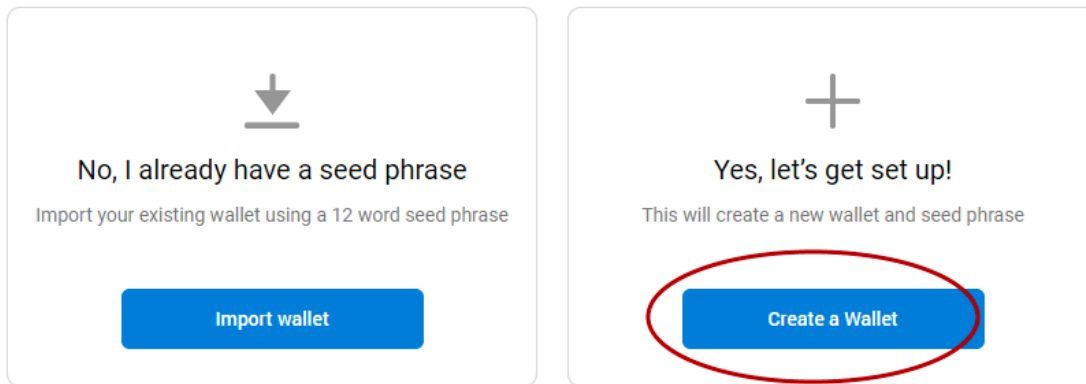 No, I already have a seed phrase
Import your existing wallet using a 12 word seed phrase
Import wallet
Yes, let’s get set up!
This will create a new wallet and seed phrase
Create a Wallet